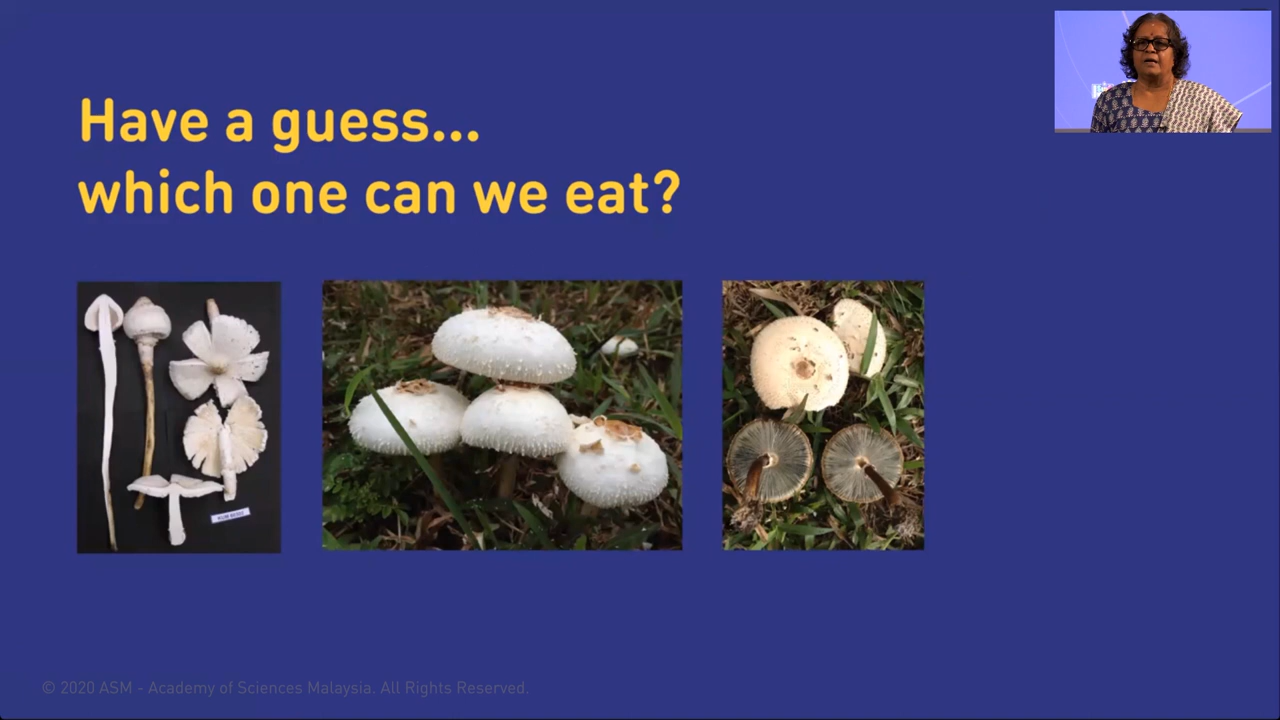 Have a guess...
which one can we eat?
© 2020 ASM - Academy of Sciences Malaysia. All Rights Reserved.